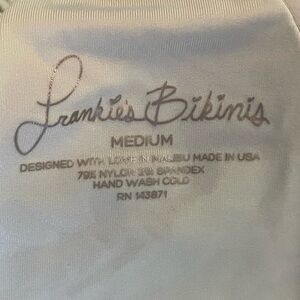 Frankie's Bikinis
MEDIUM
DESIGNED WITH LOVE IN MALIBU MADE IN USA
79% NYLON 21% SPANDEX
HAND WASH COLD
RN 143871